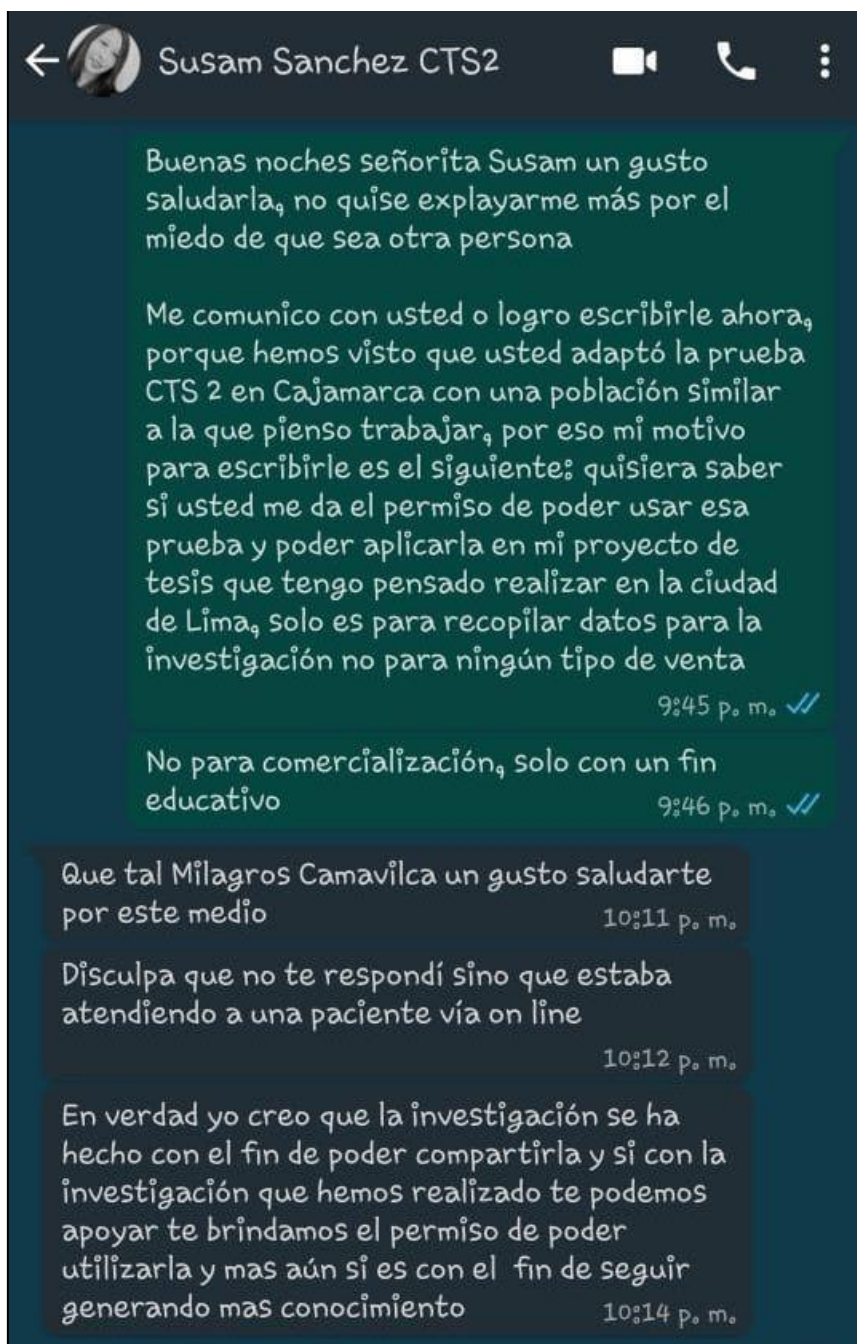 Susam Sanchez CTS2
Buenas noches señorita Susam un gusto
saludarla, no quise explayarme más por el
miedo de que sea otra persona
Me comunico con usted o logro escribirle ahora,
porque hemos visto que usted adaptó la prueba
CTS 2 en Cajamarca con una población similar
a la que pienso trabajar, por eso mi motivo
para escribirle es el siguiente: quisiera saber
si usted me da el permiso de poder usar esa
prueba y poder aplicarla en mi proyecto de
tesis que tengo pensado realizar en la ciudad
de Lima, solo es para recopilar datos para la
investigación no para ningún tipo de venta
9:45 p. m.
No para comercialización, solo con un fin
educativo 9:46 p. m.
Que tal Milagros Camavilca un gusto saludarte
por este medio 10:11 p. m.
Disculpa que no te respondí sino que estaba
atendiendo a una paciente vía on line
10:12 p. m.
En verdad yo creo que la investigación se ha
hecho con el fin de poder compartirla y si con la
investigación que hemos realizado te podemos
apoyar te brindamos el permiso de poder
utilizarla y mas aún si es con el fin de seguir
generando mas conocimiento 10:14 p. m.